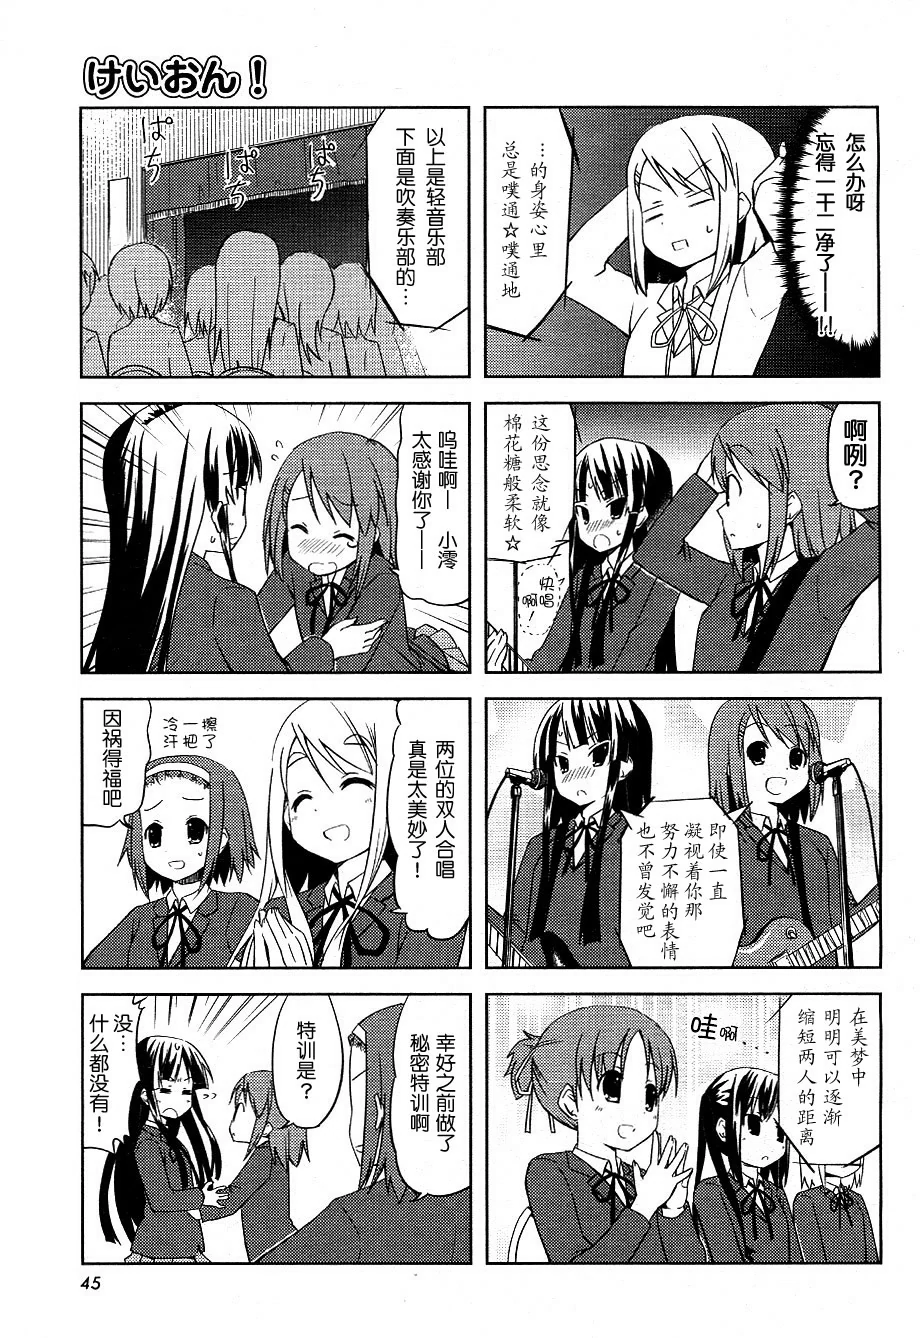 けいおん！
怎么办呀
忘得一干二净了——!!
…的身姿心里
总是噗通☆噗通地
啊咧？
这份思念就像
棉花糖般柔软☆
快唱
啊！
即使一直
凝视着你那
努力不懈的表情
也不曾发觉吧
在美梦中
明明可以逐渐
缩短两人的距离
哇啊…
ぱち
ぱち
ぱち
以上是轻音乐部
下面是吹奏乐部的…
呜哇啊— 小澪
太感谢你了——
两位的双人合唱
真是太美妙了！
擦了
一把
冷汗
因祸得福吧
幸好之前做了
秘密特训啊
特训是？
没…
什么都没有！
45